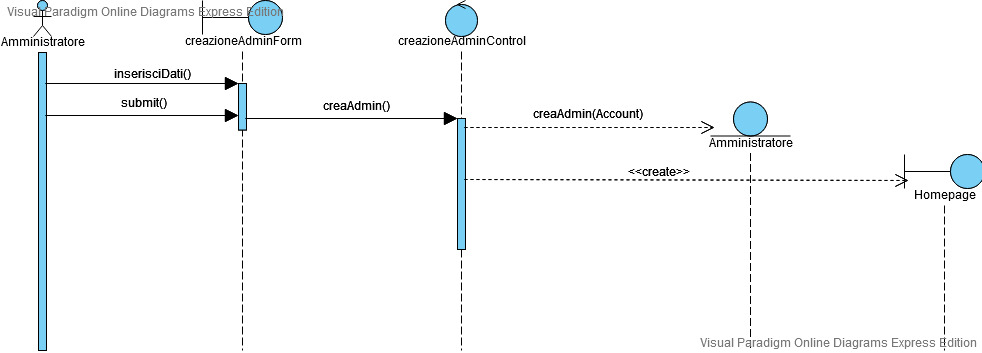 Visual Paradigm Online Diagrams Express Edition
Amministratore
creazioneAdminForm
creazioneAdminControl
inserisciDati()
submit()
creaAdmin()
creaAdmin(Account)
Amministratore
<<create>>
Homepage
Visual Paradigm Online Diagrams Express Edition